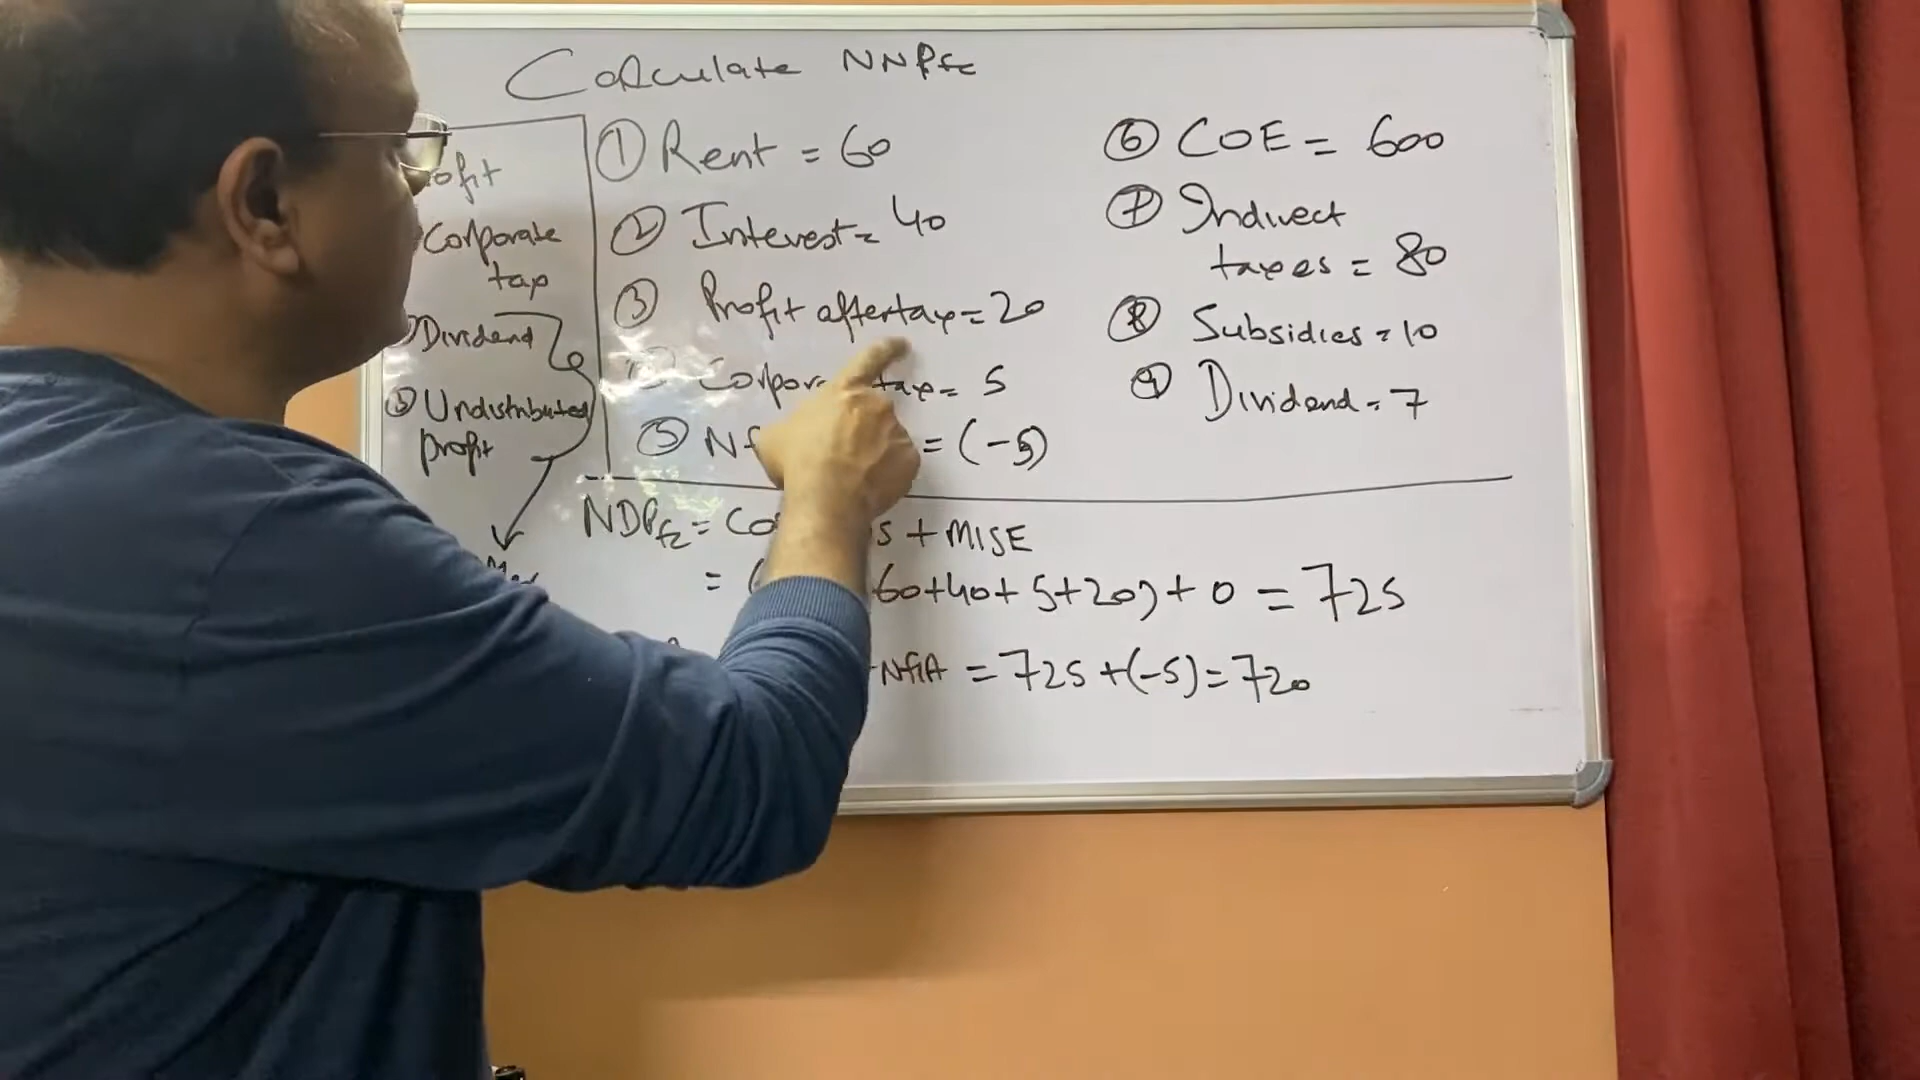 Calculate NNPfc
ofit
Corporate
tax
Dividend
③ Undistributed
profit
① Rent = 60
② Interest = 40
③ Profit after tax = 20
tax = 5
⑤ = (-5)
⑥ COE = 600
⑦ Indirect
taxes = 80
⑧ Subsidies = 10
⑨ Dividend = 7
NDPfc = CO S + MISE
= ( 60+40+5+20)+0 = 725
NFIA = 725+(-5)=720